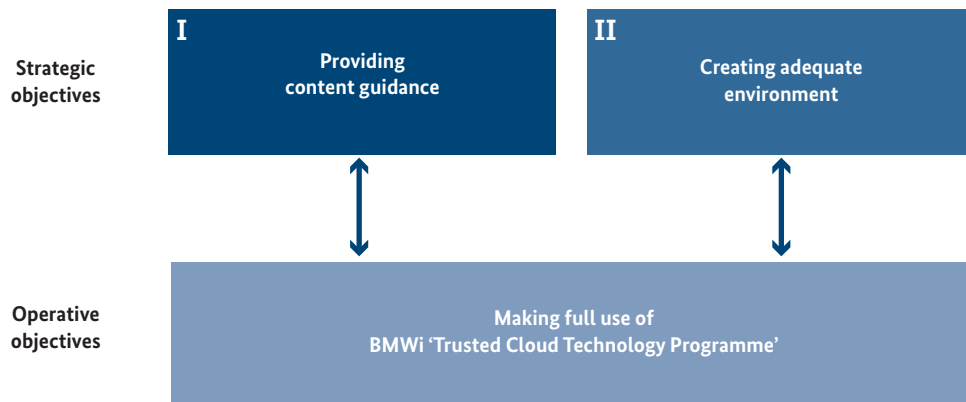 Strategic
objectives
I
Providing
content guidance
II
Creating adequate
environment
Operative
objectives
Making full use of
BMWi ‘Trusted Cloud Technology Programme’